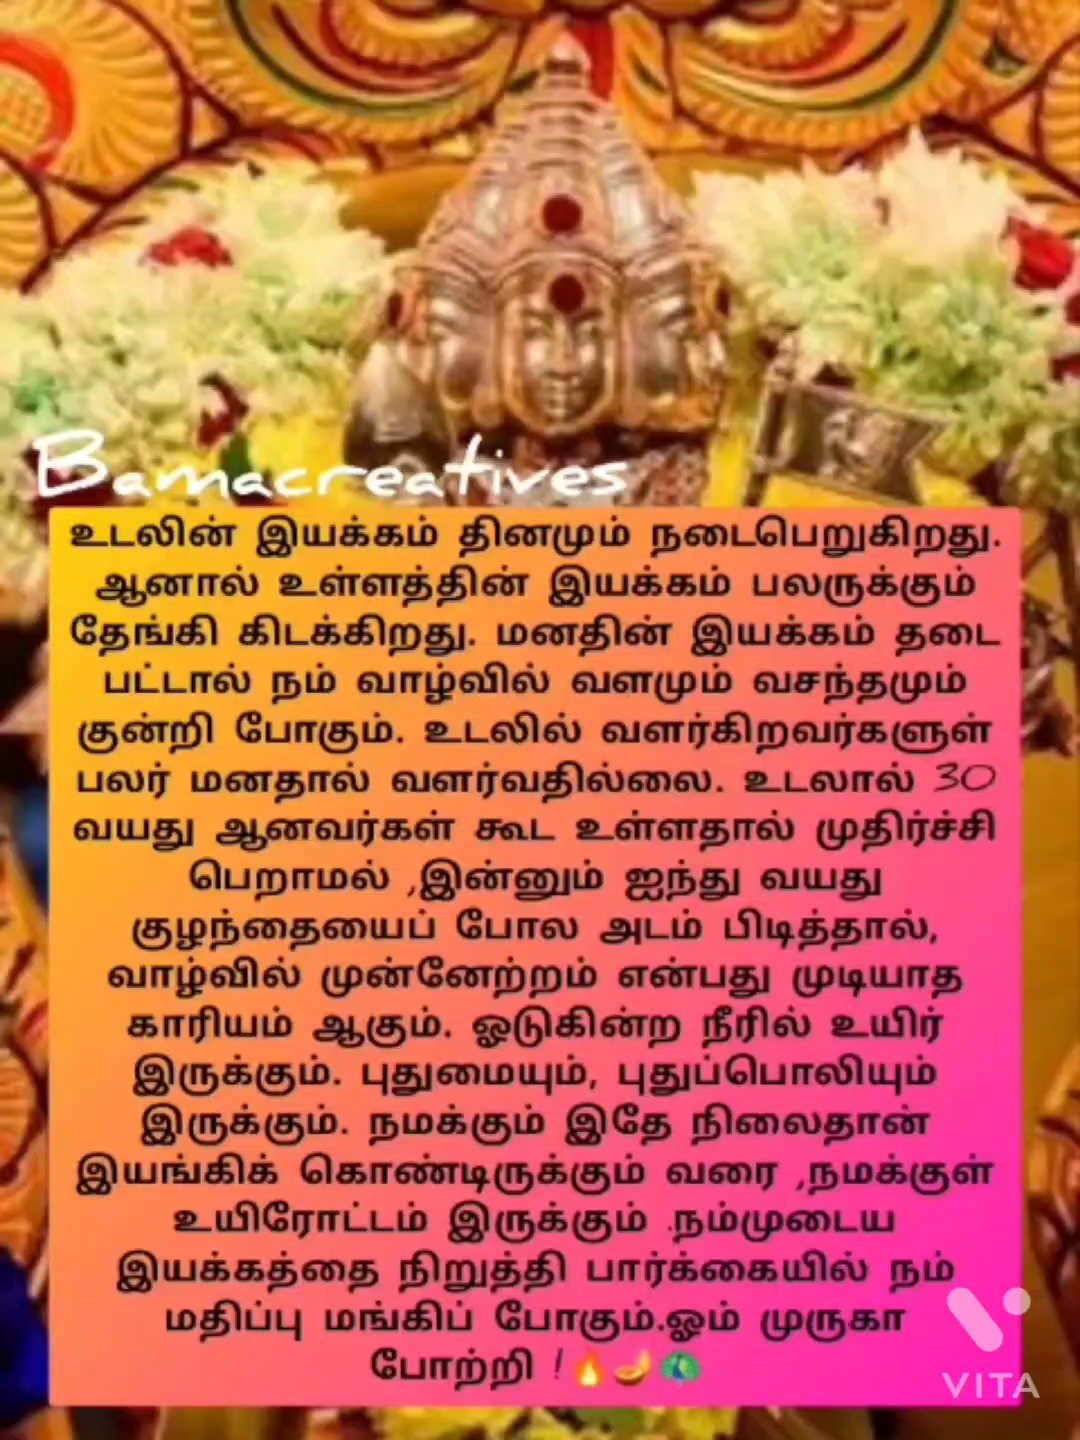 Bamacreatives
உடலின் இயக்கம் தினமும் நடைபெறுகிறது.
ஆனால் உள்ளத்தின் இயக்கம் பலருக்கும்
தேங்கி கிடக்கிறது. மனதின் இயக்கம் தடை
பட்டால் நம் வாழ்வில் வளமும் வசந்தமும்
குன்றி போகும். உடலில் வளர்கிறவர்களுள்
பலர் மனதால் வளர்வதில்லை. உடலால் 30
வயது ஆனவர்கள் கூட உள்ளதால் முதிர்ச்சி
பெறாமல் ,இன்னும் ஐந்து வயது
குழந்தையைப் போல அடம் பிடித்தால்,
வாழ்வில் முன்னேற்றம் என்பது முடியாத
காரியம் ஆகும். ஓடுகின்ற நீரில் உயிர்
இருக்கும். புதுமையும், புதுப்பொலியும்
இருக்கும். நமக்கும் இதே நிலைதான்
இயங்கிக் கொண்டிருக்கும் வரை ,நமக்குள்
உயிரோட்டம் இருக்கும் .நம்முடைய
இயக்கத்தை நிறுத்தி பார்க்கையில் நம்
மதிப்பு மங்கிப் போகும்.ஓம் முருகா
போற்றி !🔥🪔🦚
VITA